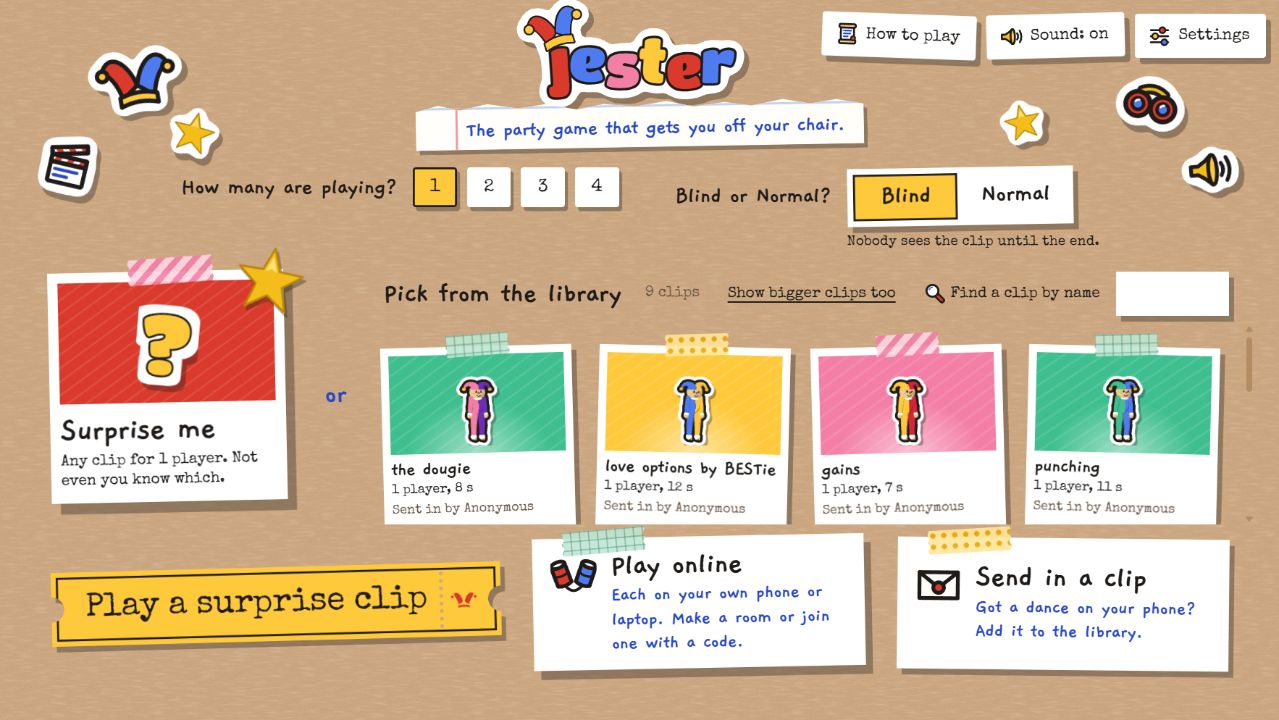 jester
How to play
Sound: on
Settings
The party game that gets you off your chair.
How many are playing?
1
2
3
4
Blind or Normal?
Blind
Normal
Nobody sees the clip until the end.
?
Surprise me
Any clip for 1 player. Not
even you know which.
or
Pick from the library
9 clips
Show bigger clips too
Find a clip by name
the dougie
1 player, 8 s
Sent in by Anonymous
love options by BESTie
1 player, 12 s
Sent in by Anonymous
gains
1 player, 7 s
Sent in by Anonymous
punching
1 player, 11 s
Sent in by Anonymous
Play a surprise clip
Play online
Each on your own phone or
laptop. Make a room or join
one with a code.
Send in a clip
Got a dance on your phone?
Add it to the library.